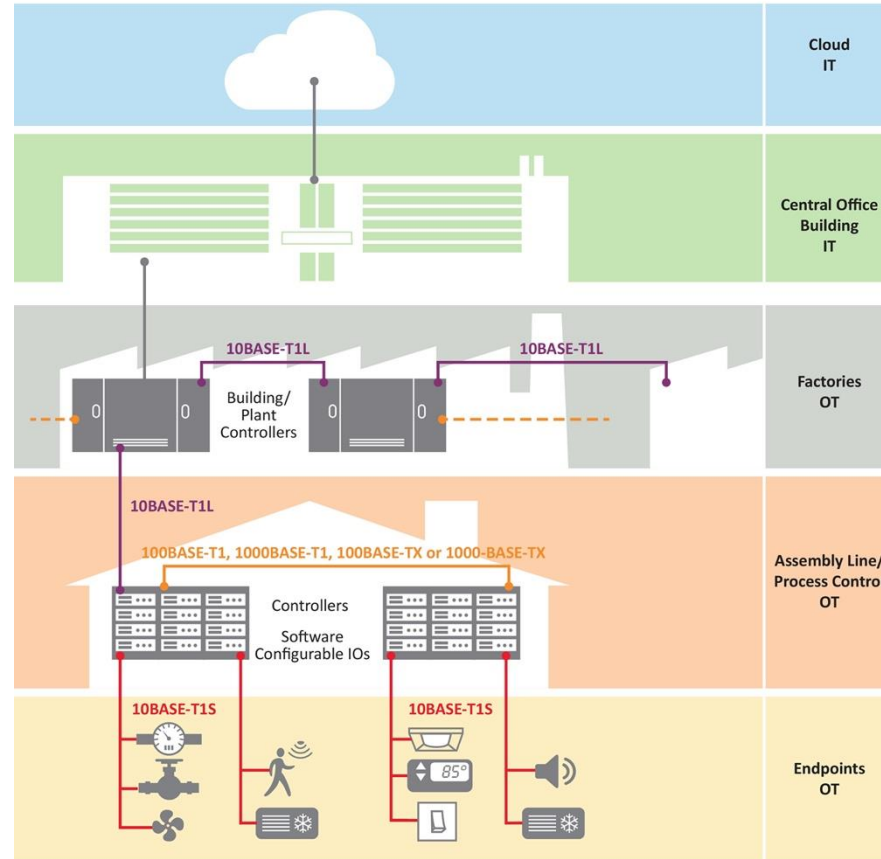 Cloud
IT
Central Office
Building
IT
10BASE-T1L
10BASE-T1L
Building/
Plant
Controllers
Factories
OT
10BASE-T1L
100BASE-T1, 1000BASE-T1, 100BASE-TX or 1000-BASE-TX
Controllers
Software
Configurable IOs
Assembly Line/
Process Contro
OT
10BASE-T1S
10BASE-T1S
85°
Endpoints
OT